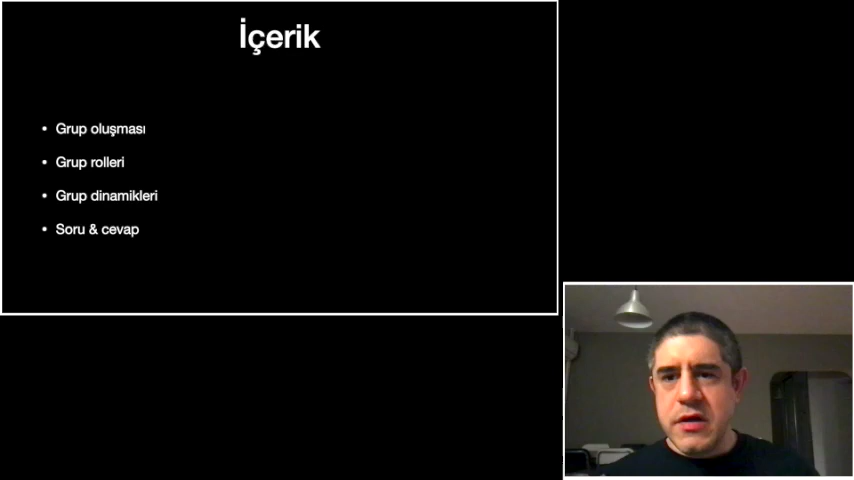 İçerik
• Grup oluşması
• Grup rolleri
• Grup dinamikleri
• Soru & cevap